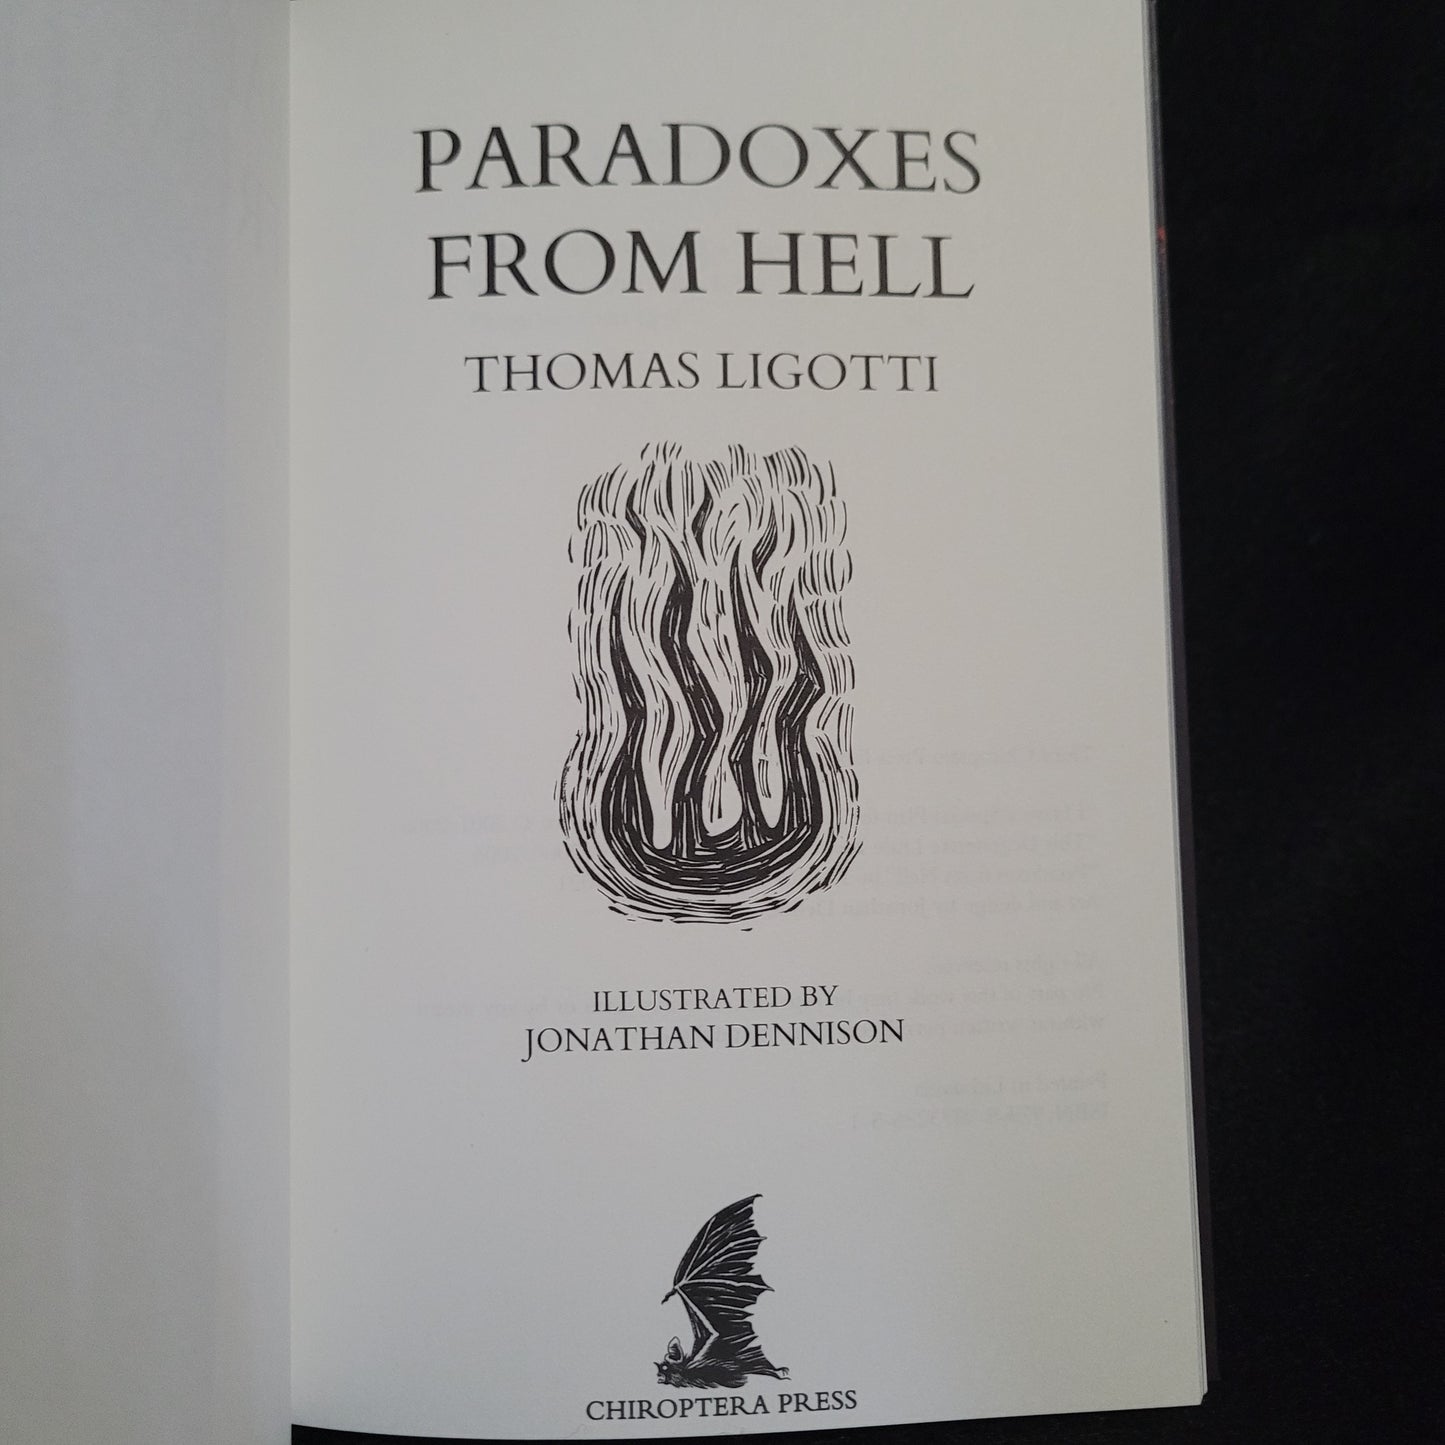 PARADOXES
FROM HELL
THOMAS LIGOTTI
ILLUSTRATED BY
JONATHAN DENNISON
CHIROPTERA PRESS